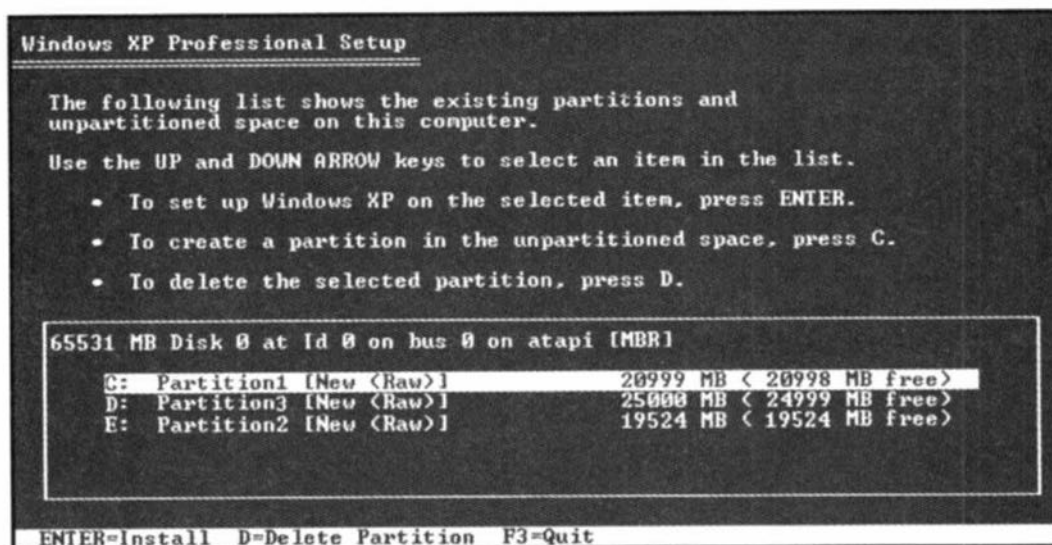 Windows XP Professional Setup
The following list shows the existing partitions and
unpartitioned space on this computer.
Use the UP and DOWN ARROW keys to select an item in the list.
• To set up Windows XP on the selected item, press ENTER.
• To create a partition in the unpartitioned space, press C.
• To delete the selected partition, press D.
65531 MB Disk 0 at Id 0 on bus 0 on atapi [MBR]
C: Partition1 [New (Raw)] 20999 MB ( 20998 MB free)
D: Partition3 [New (Raw)] 25000 MB ( 24999 MB free)
E: Partition2 [New (Raw)] 19524 MB ( 19524 MB free)
ENTER=Install D=Delete Partition F3=Quit